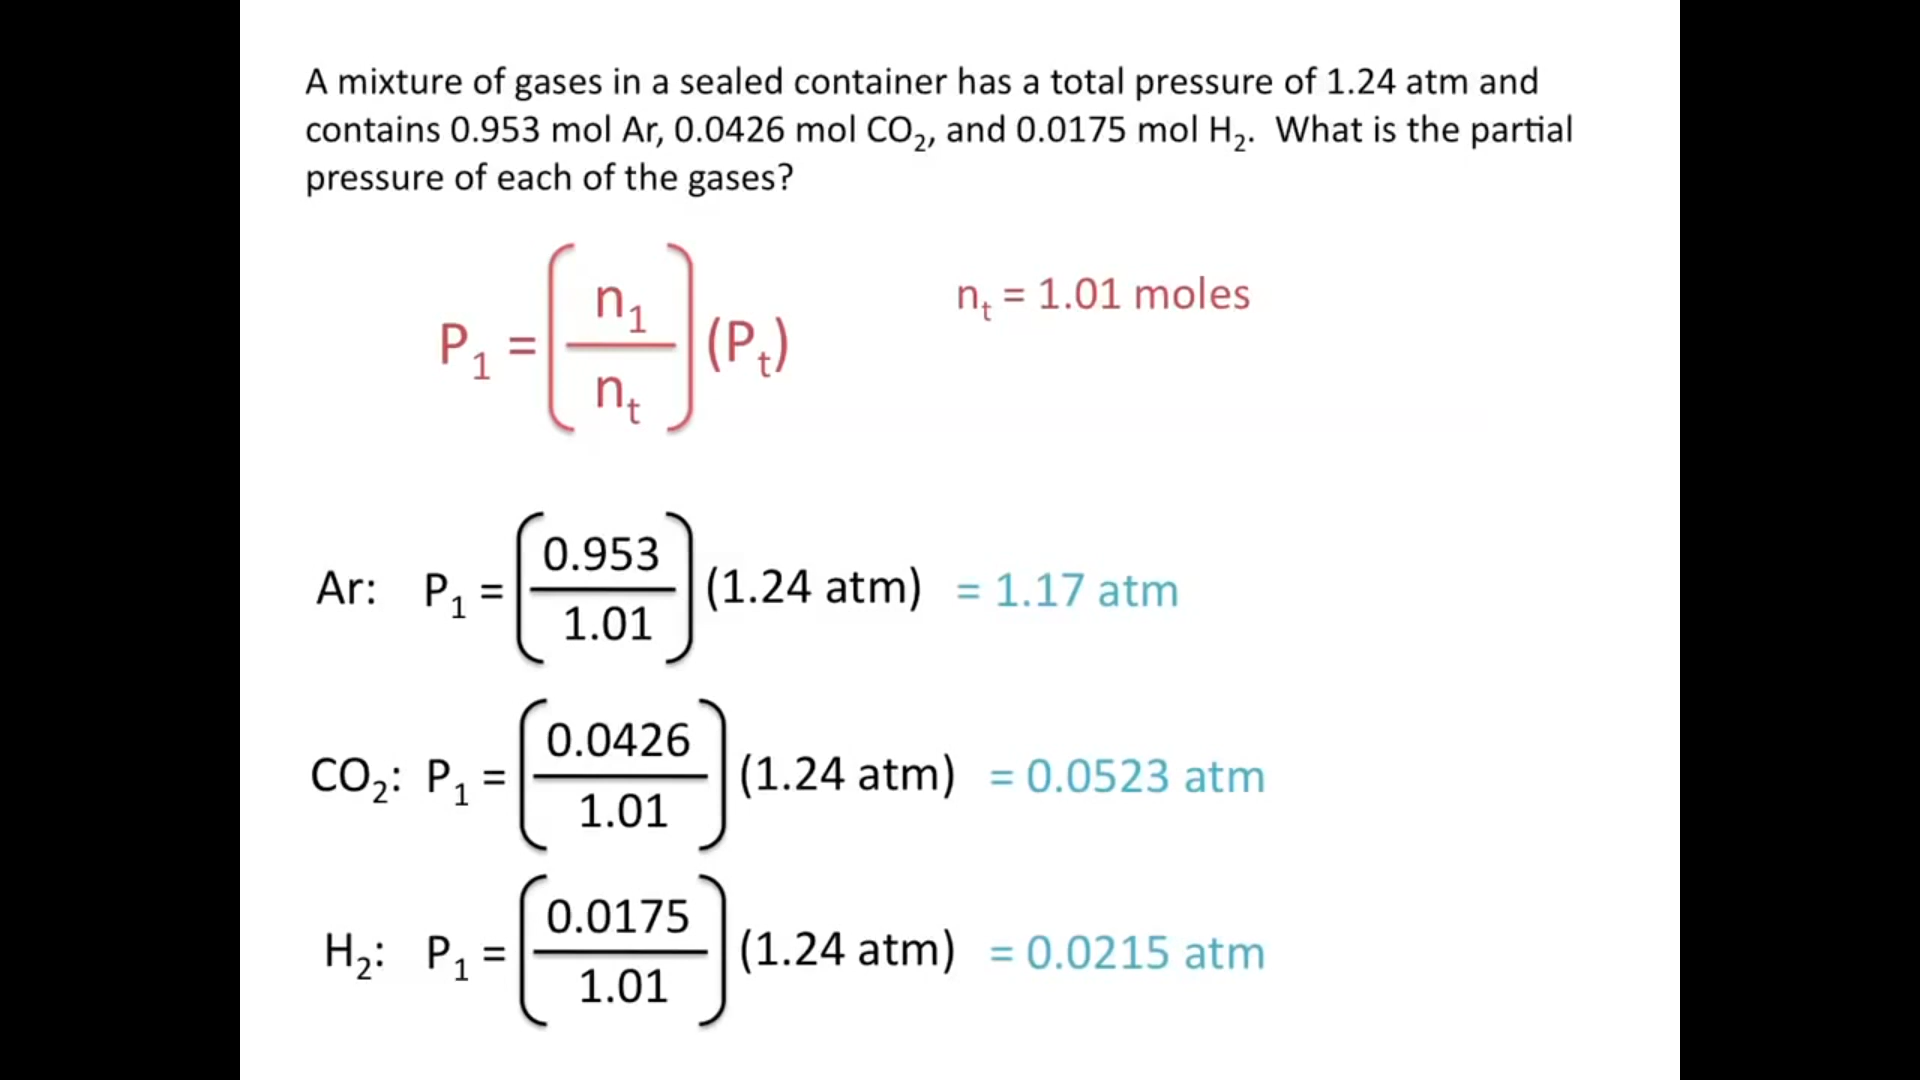 A mixture of gases in a sealed container has a total pressure of 1.24 atm and
contains 0.953 mol Ar, 0.0426 mol CO₂, and 0.0175 mol H₂. What is the partial
pressure of each of the gases?
P₁ = (n₁ / nₜ) (Pₜ)
nₜ = 1.01 moles
Ar: P₁ = (0.953 / 1.01) (1.24 atm) = 1.17 atm
CO₂: P₁ = (0.0426 / 1.01) (1.24 atm) = 0.0523 atm
H₂: P₁ = (0.0175 / 1.01) (1.24 atm) = 0.0215 atm